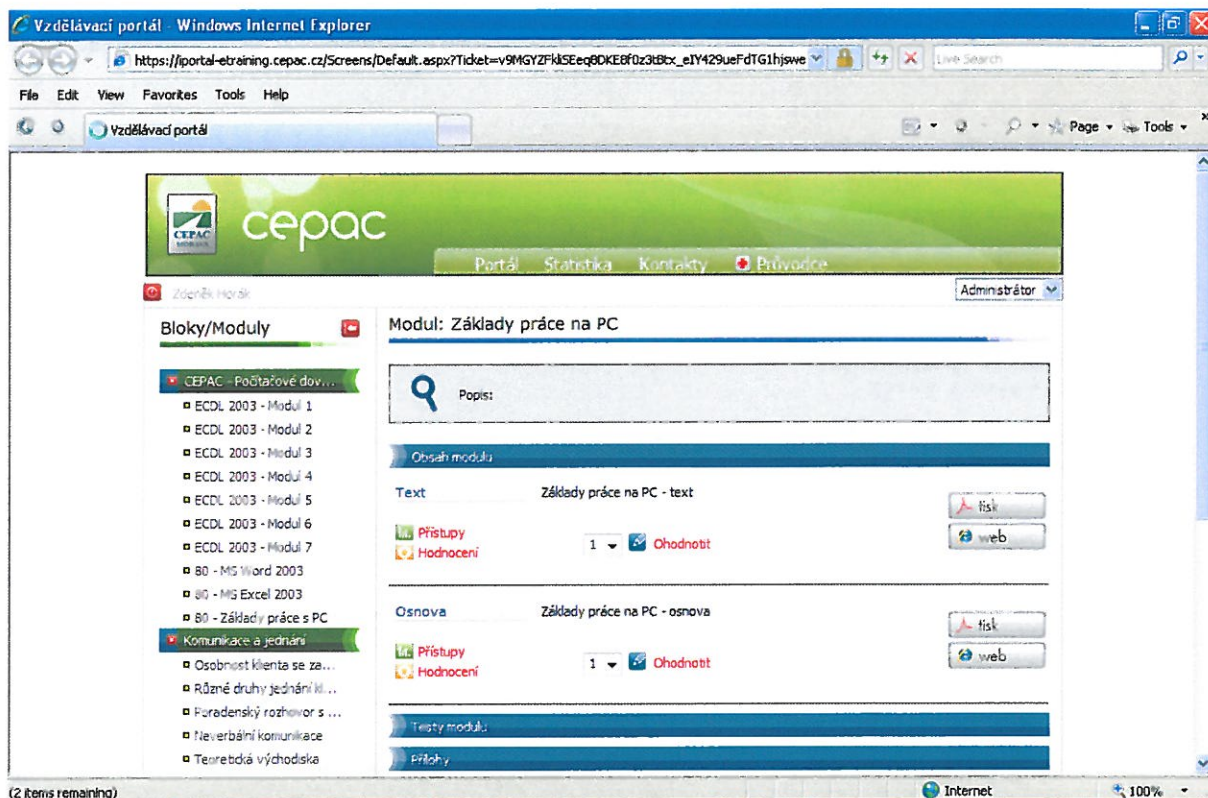 Vzdělávací portál - Windows Internet Explorer
https://iportal-etraining.cepac.cz/Screens/Default.aspx?Ticket=
Live Search
File Edit View Favorites Tools Help
Vzdělávací portál
Page Tools
CEPAC
MORAVA
cepac
Portál Statistika Kontakty Průvodce
Zdeněk Horák
Administrátor
Bloky/Moduly
CEPAC - Počítačové dov...
ECDL 2003 - Modul 1
ECDL 2003 - Modul 2
ECDL 2003 - Modul 3
ECDL 2003 - Modul 4
ECDL 2003 - Modul 5
ECDL 2003 - Modul 6
ECDL 2003 - Modul 7
80 - MS Word 2003
80 - MS Excel 2003
80 - Základy práce s PC
Komunikace a jednání
Osobnost klienta se za...
Různé druhy jednání kl...
Poradenský rozhovor s ...
Neverbální komunikace
Teoretická východiska
Modul: Základy práce na PC
Popis:
Obsah modulu
Text Základy práce na PC - text
tisk
Přístupy
Hodnocení
1 Ohodnotit
web
Osnova Základy práce na PC - osnova
tisk
Přístupy
Hodnocení
1 Ohodnotit
web
Testy modulu
Přílohy
(2 items remaining)
Internet
100%